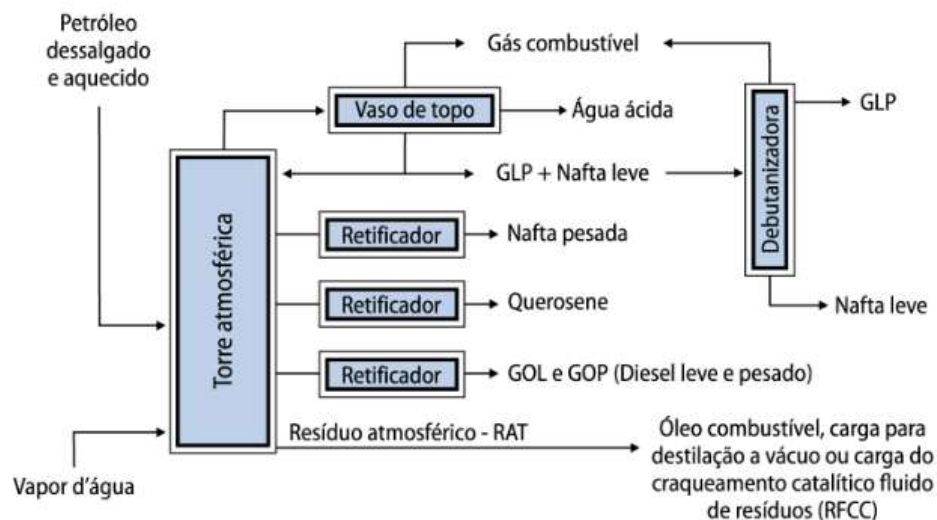 Petróleo
dessalgado
e aquecido
Gás combustível
Vaso de topo
Água ácida
GLP
GLP + Nafta leve
Debutanizadora
Torre atmosférica
Retificador
Nafta pesada
Retificador
Querosene
Nafta leve
Retificador
GOL e GOP (Diesel leve e pesado)
Resíduo atmosférico - RAT
Óleo combustível, carga para
destilação a vácuo ou carga do
craqueamento catalítico fluido
de resíduos (RFCC)
Vapor d’água